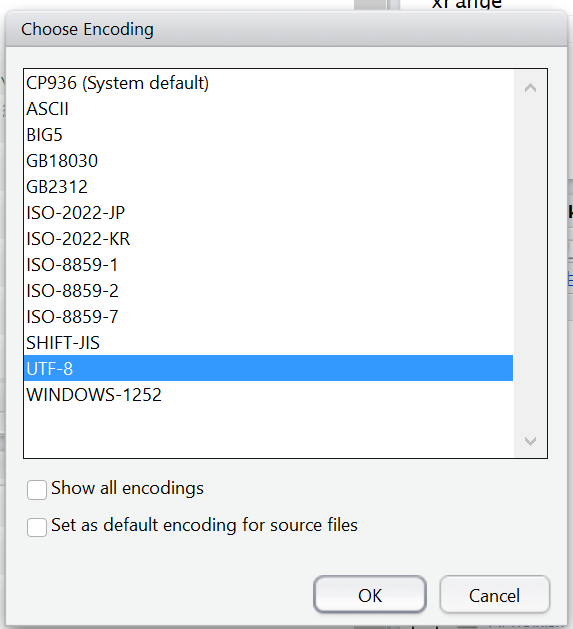 xrange
Choose Encoding
CP936 (System default)
ASCII
BIG5
GB18030
GB2312
ISO-2022-JP
ISO-2022-KR
ISO-8859-1
ISO-8859-2
ISO-8859-7
SHIFT-JIS
UTF-8
WINDOWS-1252
Show all encodings
Set as default encoding for source files
OK
Cancel